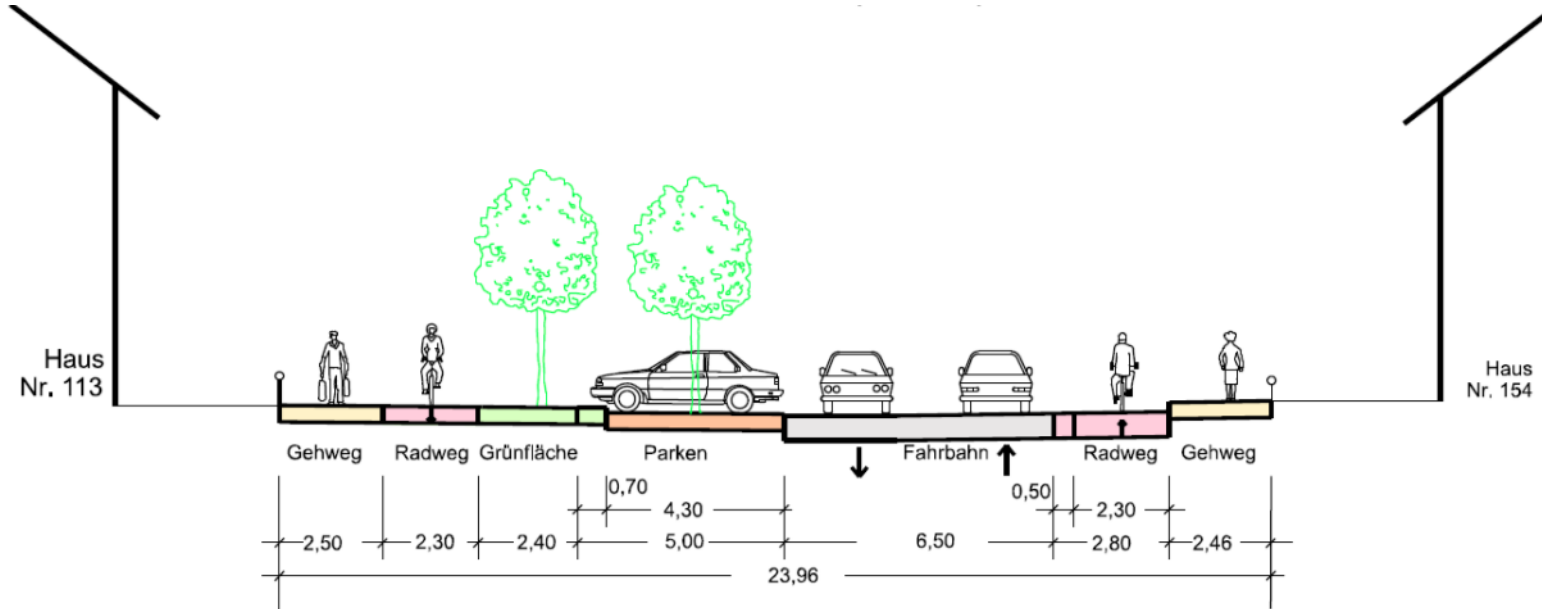 Haus
Nr. 113
Haus
Nr. 154
Gehweg Radweg Grünfläche Parken Fahrbahn Radweg Gehweg
0,70 0,50
4,30 2,30
2,50 2,30 2,40 5,00 6,50 2,80 2,46
23,96